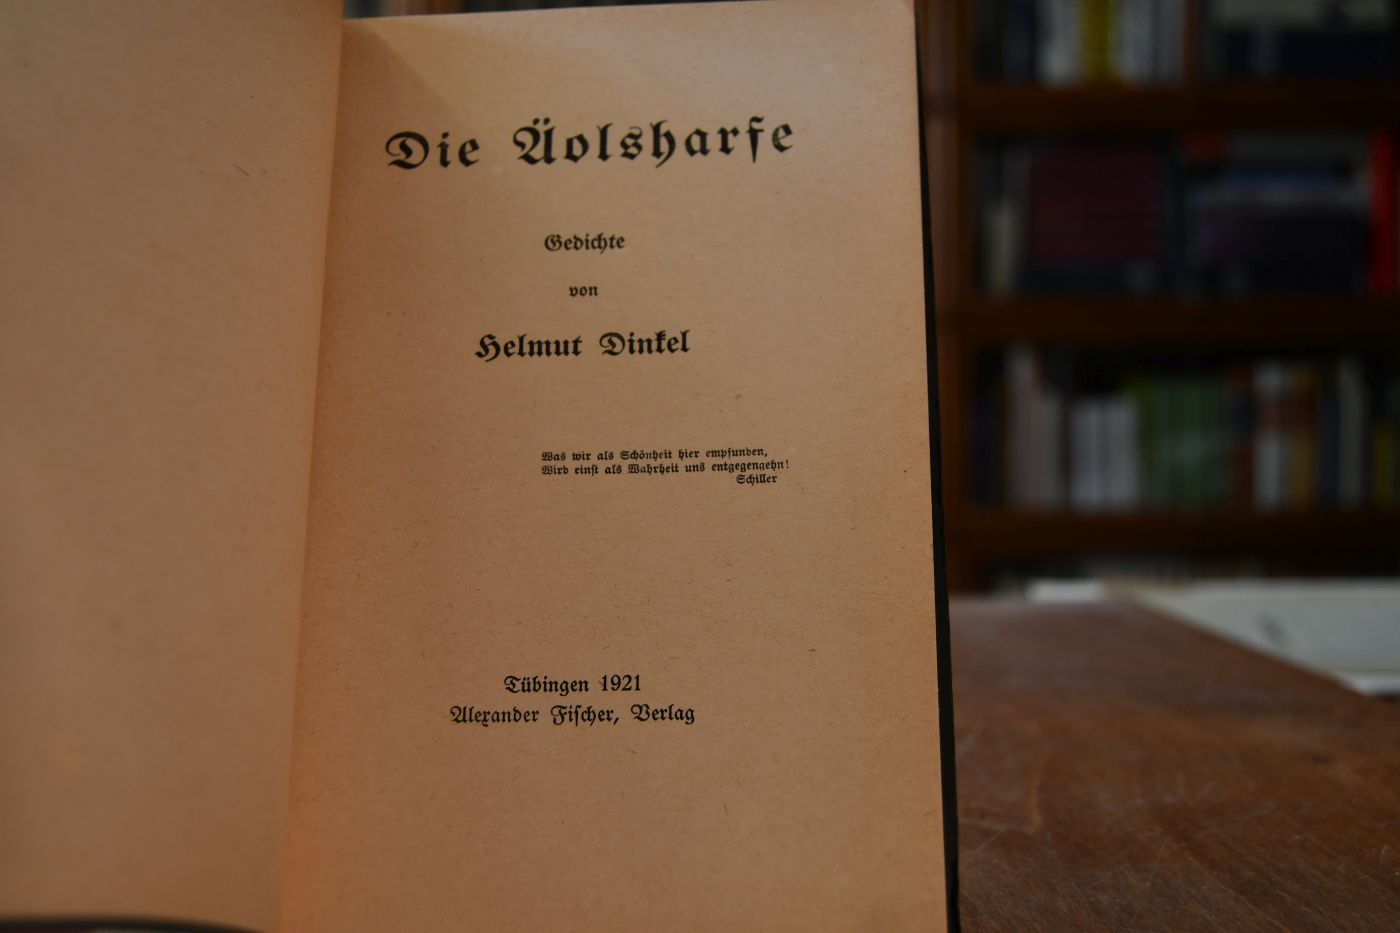 Die Äolsharfe
Gedichte
von
Helmut Dinkel
Was wir als Schönheit hier empfunden,
Wird einst als Wahrheit uns entgegengehn!
Schiller
Tübingen 1921
Alexander Fischer, Verlag